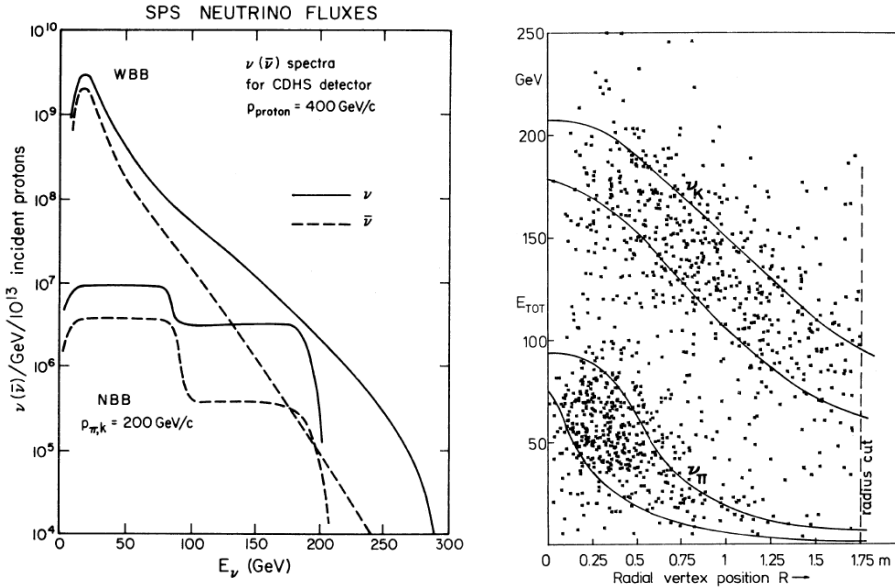 SPS NEUTRINO FLUXES
10^10
10^9
10^8
10^7
10^6
10^5
10^4
WBB
ν(ν̄) spectra
for CDHS detector
p_proton = 400 GeV/c
ν
ν̄
NBB
p_π,k = 200 GeV/c
ν(ν̄)/GeV/10^13 incident protons
0 50 100 150 200 250 300
E_ν (GeV)
250
GeV
200
150
E_TOT
100
50
ν_K
ν_π
radius cut
0 0.25 0.5 0.75 1 1.25 1.5 1.75 m
Radial vertex position R→